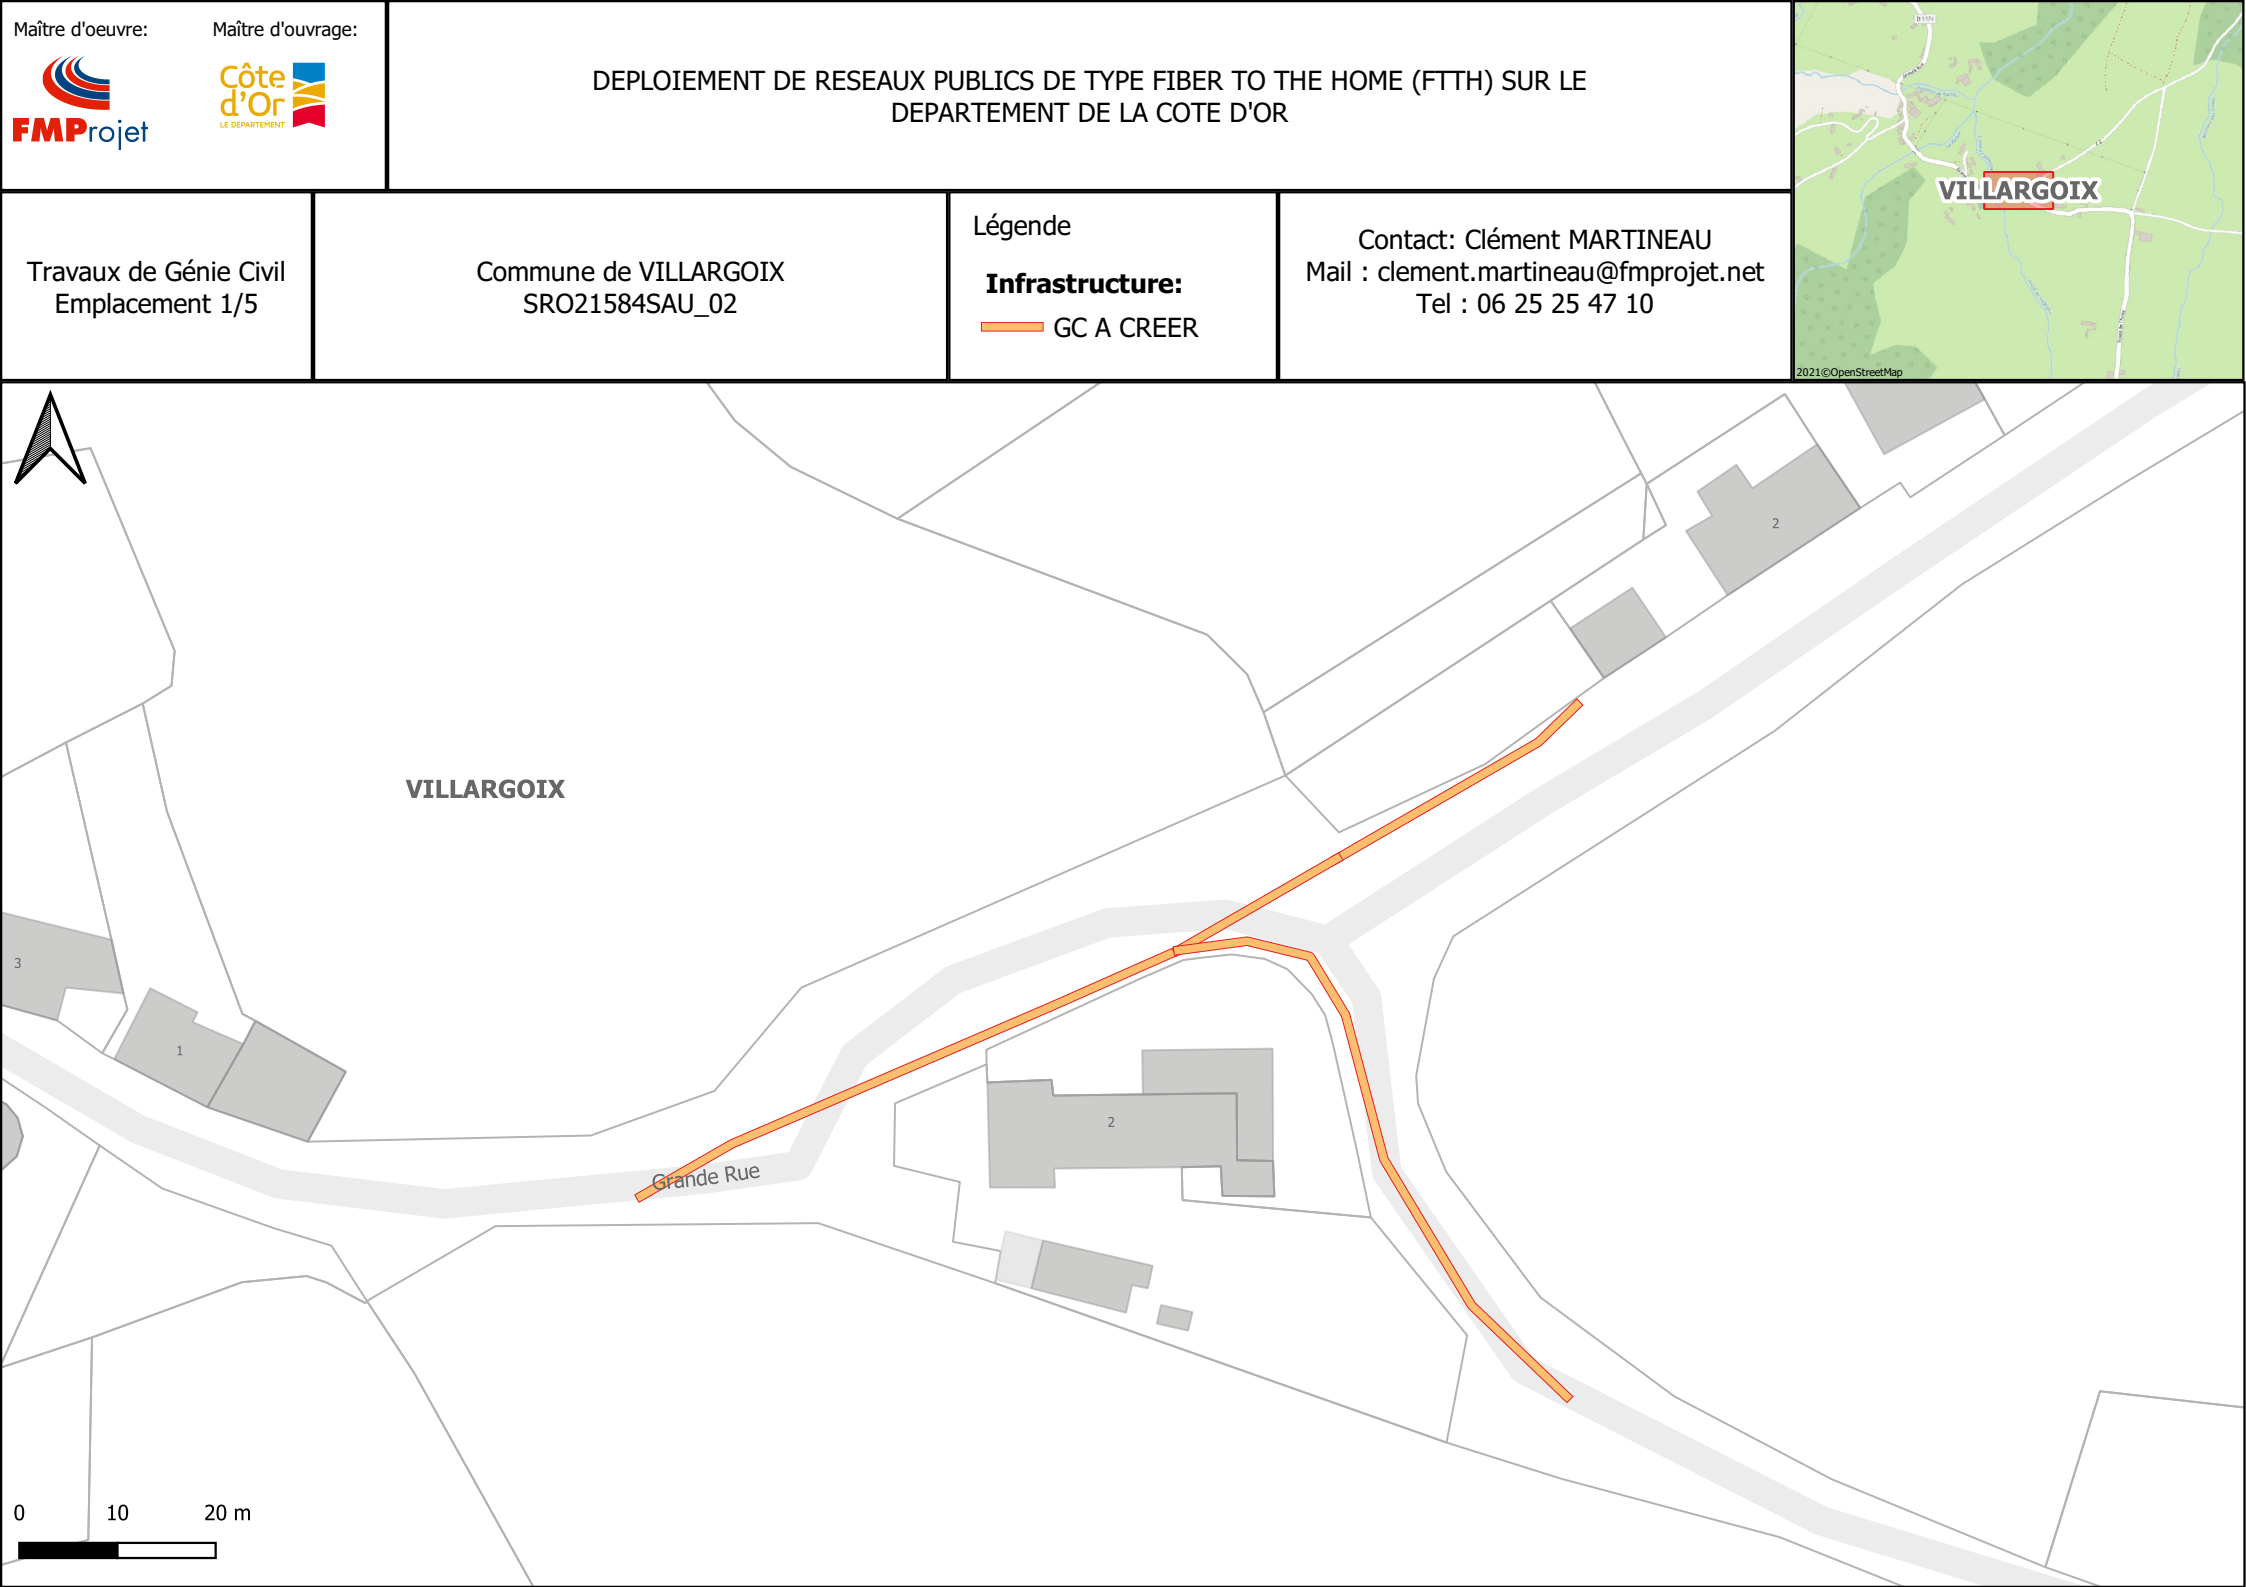 Maître d'oeuvre:
Maître d'ouvrage:
FMProjet
Côte
d'Or
LE DÉPARTEMENT
DEPLOIEMENT DE RESEAUX PUBLICS DE TYPE FIBER TO THE HOME (FTTH) SUR LE
DEPARTEMENT DE LA COTE D'OR
Travaux de Génie Civil
Emplacement 1/5
Commune de VILLARGOIX
SRO21584SAU_02
Légende
Infrastructure:
GC A CREER
Contact: Clément MARTINEAU
Mail : clement.martineau@fmprojet.net
Tel : 06 25 25 47 10
VILLARGOIX
2021©OpenStreetMap
2
VILLARGOIX
3
1
2
Grande Rue
0 10 20 m